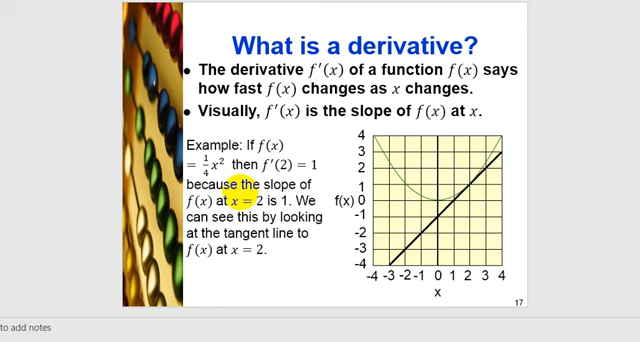 What is a derivative?
• The derivative f′(x) of a function f(x) says
how fast f(x) changes as x changes.
• Visually, f′(x) is the slope of f(x) at x.
Example: If f(x)
= 1/4 x² then f′(2) = 1
because the slope of
f(x) at x = 2 is 1. We
can see this by looking
at the tangent line to
f(x) at x = 2.
4
3
2
1
f(x) 0
-1
-2
-3
-4
-4 -3 -2 -1 0 1 2 3 4
x
17
to add notes